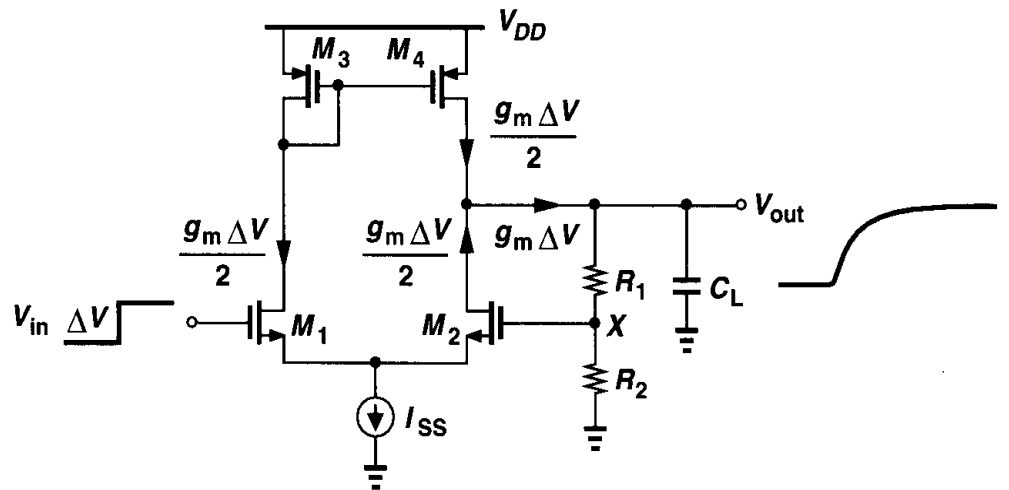 V_DD
M_3
M_4
g_m ΔV
2
g_m ΔV
2
g_m ΔV
2
g_m ΔV
V_out
R_1
C_L
V_in ΔV
M_1
M_2
X
R_2
I_SS